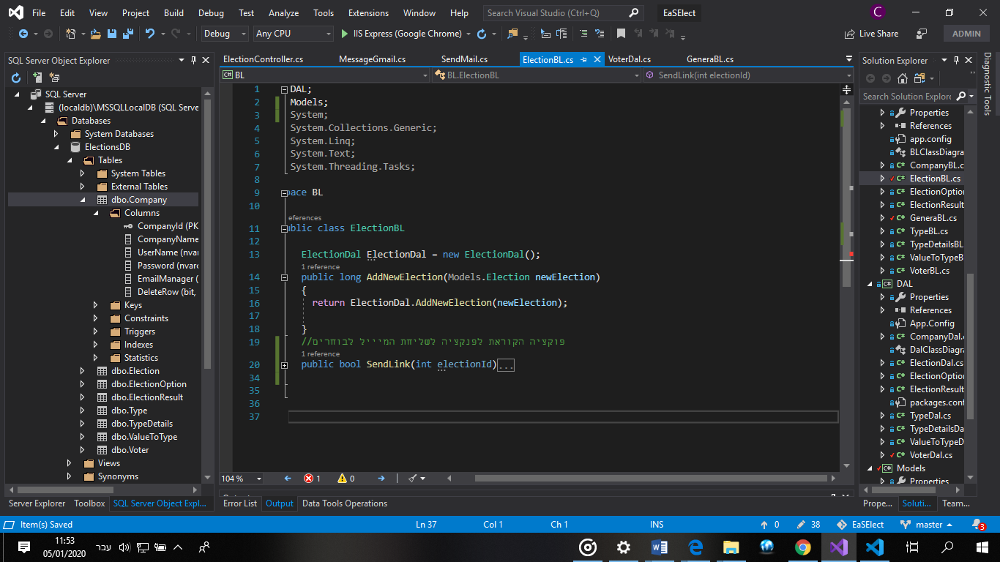 File Edit View Project Build Debug Test Analyze Tools Extensions Window Help Search Visual Studio (Ctrl+Q) EaSElect C
Debug Any CPU IIS Express (Google Chrome) Live Share ADMIN
SQL Server Object Explorer
SQL Server
(localdb)\MSSQLLocalDB (SQL Serve
Databases
System Databases
ElectionsDB
Tables
System Tables
External Tables
dbo.Company
Columns
CompanyId (PK
CompanyName
UserName (nvar
Password (nvarc
EmailManager (
DeleteRow (bit,
Keys
Constraints
Triggers
Indexes
Statistics
dbo.Election
dbo.ElectionOption
dbo.ElectionResult
dbo.Type
dbo.TypeDetails
dbo.ValueToType
dbo.Voter
Views
Synonyms
Server Explorer Toolbox SQL Server Object Expl...
ElectionController.cs MessageGmail.cs SendMail.cs ElectionBL.cs VoterDal.cs GeneraBL.cs
BL BL.ElectionBL SendLink(int electionId)
1 DAL;
2 Models;
3 System;
4 System.Collections.Generic;
5 System.Linq;
6 System.Text;
7 System.Threading.Tasks;
8
9 pace BL
10
eferences
11 ublic class ElectionBL
12
13 ElectionDal ElectionDal = new ElectionDal();
1 reference
14 public long AddNewElection(Models.Election newElection)
15 {
16 return ElectionDal.AddNewElection(newElection);
17
18 }
19 //פוקציה הקוראת לפנקציה לשליחת המיייל לבוחרים
1 reference
20 public bool SendLink(int electionId)...
34
35
36
37
104 % 1 0
Error List Output Data Tools Operations
Solution Explorer
Search Solution Explore
Properties
References
app.config
BLClassDiagra
CompanyBL.c
ElectionBL.cs
ElectionOption
ElectionResult
GeneraBL.cs
TypeBL.cs
TypeDetailsBL
ValueToTypeB
VoterBL.cs
DAL
Properties
References
App.Config
CompanyDal.c
DalClassDiagra
ElectionDal.cs
ElectionOption
ElectionResult
packages.conf
TypeDal.cs
TypeDetailsDa
ValueToTypeD
VoterDal.cs
Models
Properties
Prope... Soluti... Team...
Diagnostic Tools
Item(s) Saved Ln 37 Col 1 Ch 1 INS 0 38 EaSElect master 3
11:53
05/01/2020
עבר